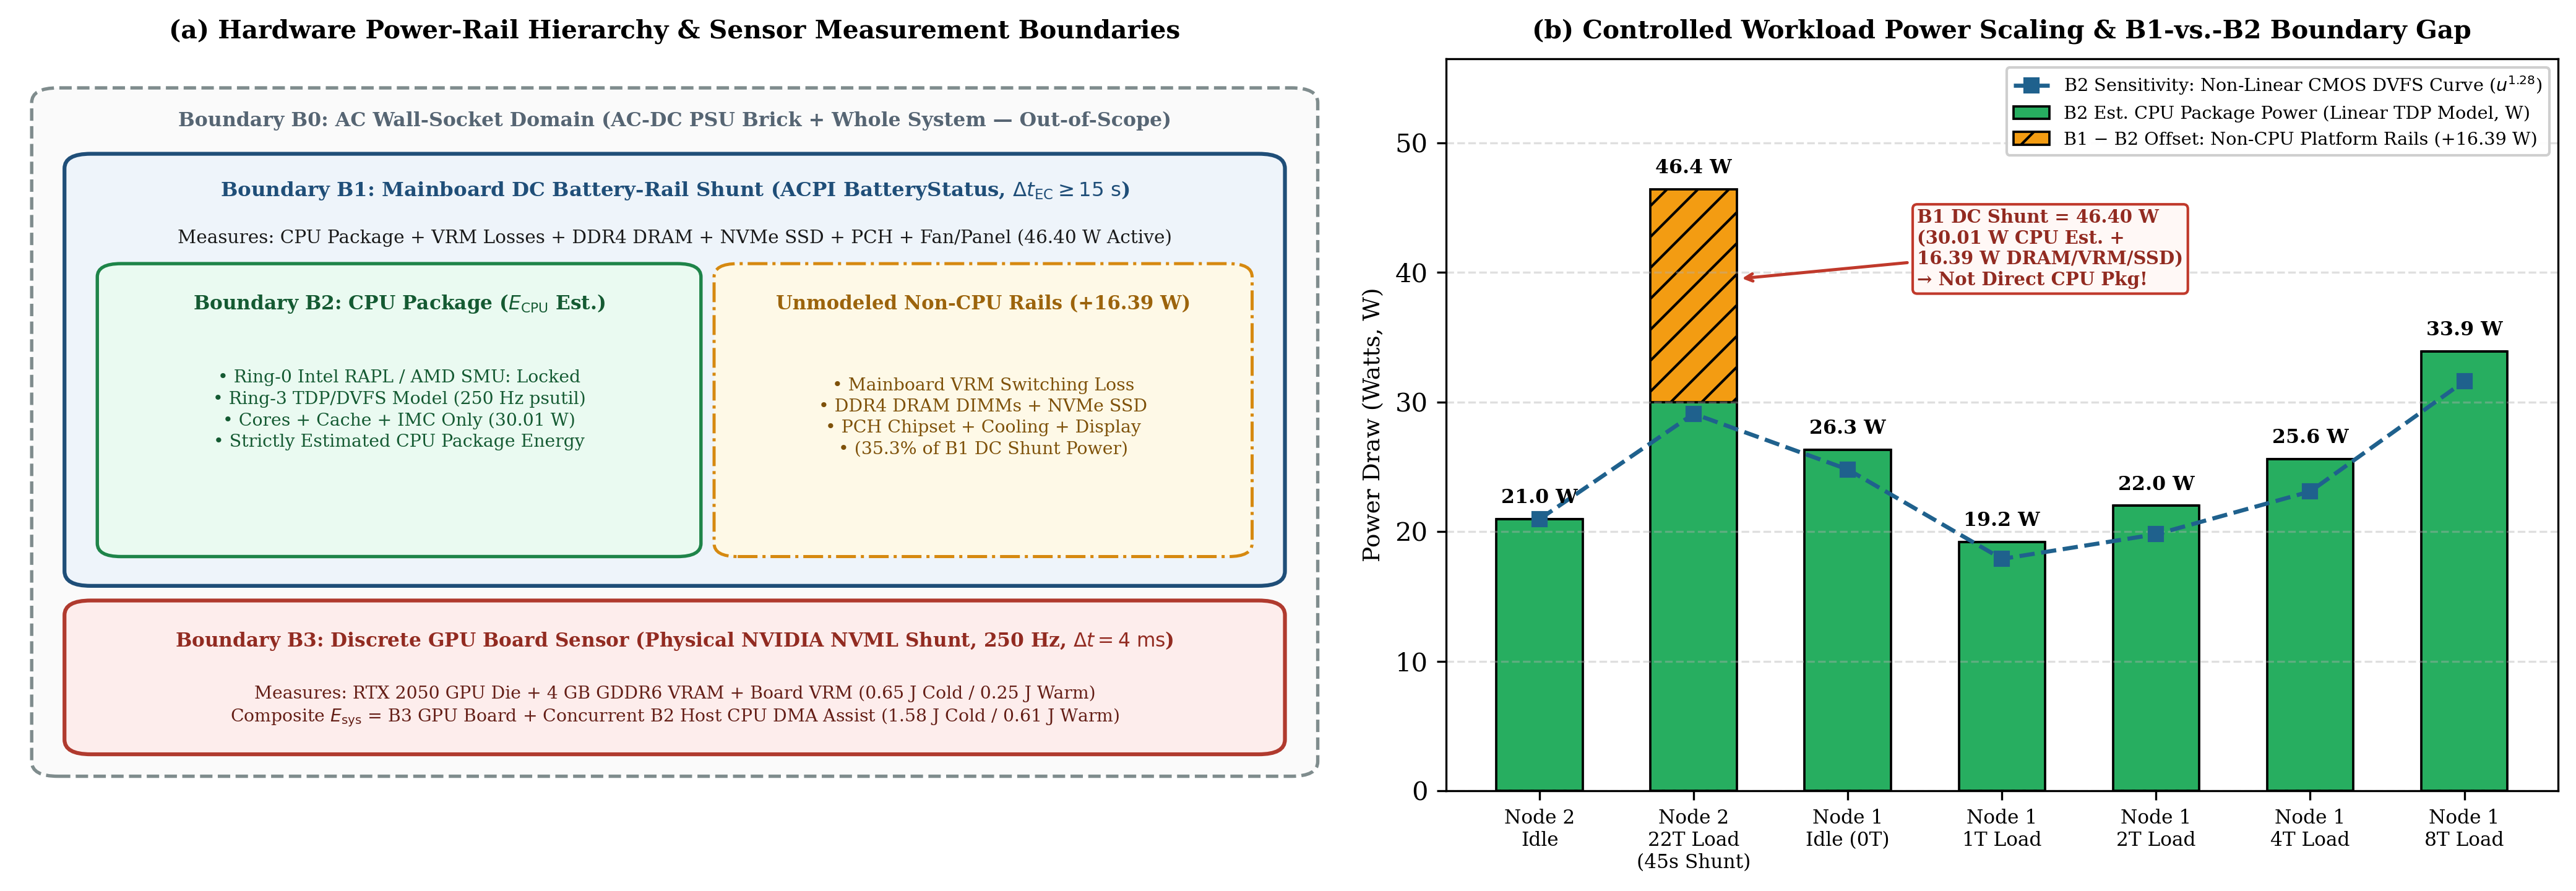 (a) Hardware Power-Rail Hierarchy & Sensor Measurement Boundaries
Boundary B0: AC Wall-Socket Domain (AC-DC PSU Brick + Whole System — Out-of-Scope)
Boundary B1: Mainboard DC Battery-Rail Shunt (ACPI BatteryStatus, Δt_EC ≥ 15 s)
Measures: CPU Package + VRM Losses + DDR4 DRAM + NVMe SSD + PCH + Fan/Panel (46.40 W Active)
Boundary B2: CPU Package (E_CPU Est.)
• Ring-0 Intel RAPL / AMD SMU: Locked
• Ring-3 TDP/DVFS Model (250 Hz psutil)
• Cores + Cache + IMC Only (30.01 W)
• Strictly Estimated CPU Package Energy
Unmodeled Non-CPU Rails (+16.39 W)
• Mainboard VRM Switching Loss
• DDR4 DRAM DIMMs + NVMe SSD
• PCH Chipset + Cooling + Display
• (35.3% of B1 DC Shunt Power)
Boundary B3: Discrete GPU Board Sensor (Physical NVIDIA NVML Shunt, 250 Hz, Δt = 4 ms)
Measures: RTX 2050 GPU Die + 4 GB GDDR6 VRAM + Board VRM (0.65 J Cold / 0.25 J Warm)
Composite E_sys = B3 GPU Board + Concurrent B2 Host CPU DMA Assist (1.58 J Cold / 0.61 J Warm)
(b) Controlled Workload Power Scaling & B1-vs.-B2 Boundary Gap
B2 Sensitivity: Non-Linear CMOS DVFS Curve (u^1.28)
B2 Est. CPU Package Power (Linear TDP Model, W)
B1 − B2 Offset: Non-CPU Platform Rails (+16.39 W)
B1 DC Shunt = 46.40 W
(30.01 W CPU Est. +
16.39 W DRAM/VRM/SSD)
→ Not Direct CPU Pkg!
Power Draw (Watts, W)
50
40
30
20
10
0
21.0 W
46.4 W
26.3 W
19.2 W
22.0 W
25.6 W
33.9 W
Node 2
Idle
Node 2
22T Load
(45s Shunt)
Node 1
Idle (0T)
Node 1
1T Load
Node 1
2T Load
Node 1
4T Load
Node 1
8T Load